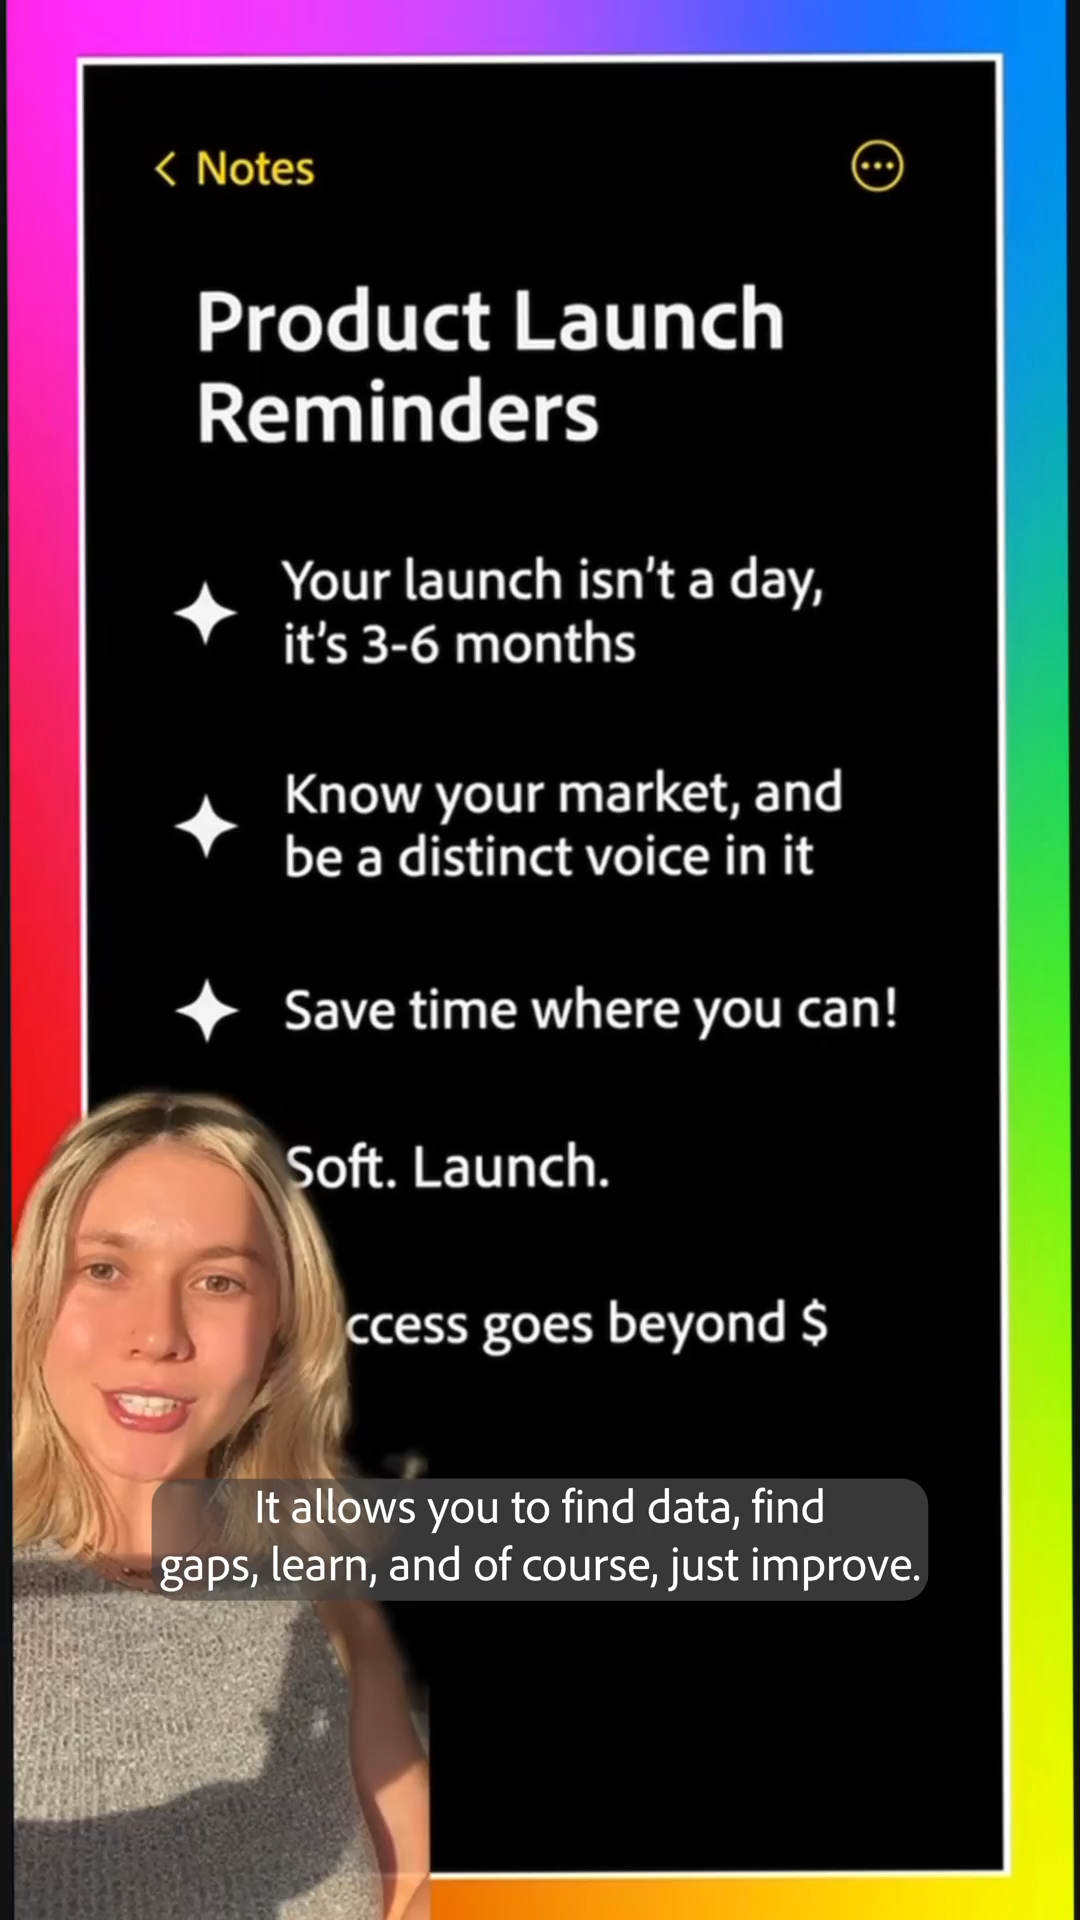 Notes
Product Launch
Reminders
Your launch isn't a day,
it's 3-6 months
Know your market, and
be a distinct voice in it
Save time where you can!
Soft. Launch.
goes beyond $
It allows you to find data, find
gaps, learn, and of course, just improve.